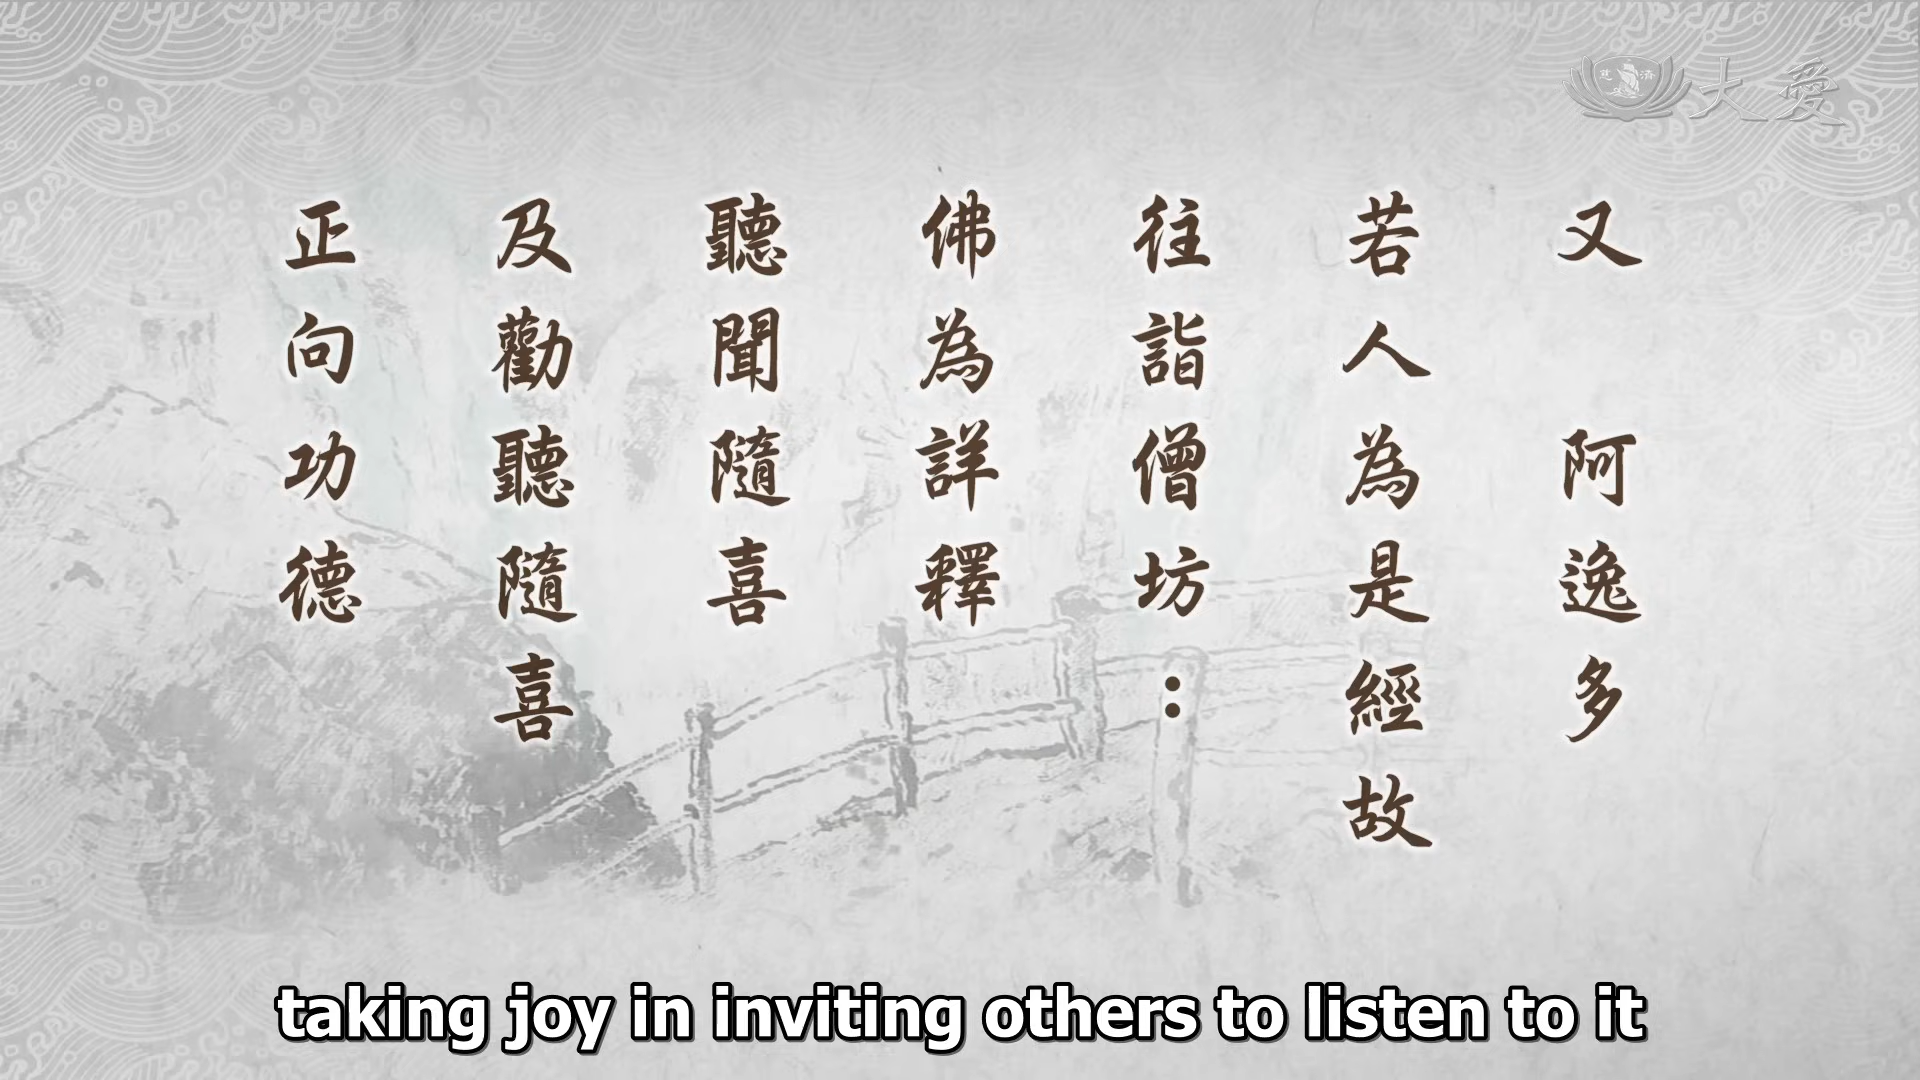 大愛
慈濟
又　阿逸多
若人為是經故
往詣僧坊：
佛為詳釋
聽聞隨喜
及勸聽隨喜
正向功德
taking joy in inviting others to listen to it